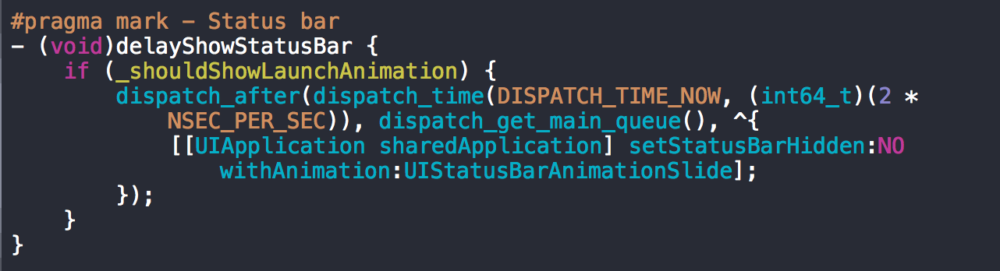 #pragma mark - Status bar
- (void)delayShowStatusBar {
    if (_shouldShowLaunchAnimation) {
        dispatch_after(dispatch_time(DISPATCH_TIME_NOW, (int64_t)(2 *
            NSEC_PER_SEC)), dispatch_get_main_queue(), ^{
            [[UIApplication sharedApplication] setStatusBarHidden:NO
                withAnimation:UIStatusBarAnimationSlide];
        });
    }
}